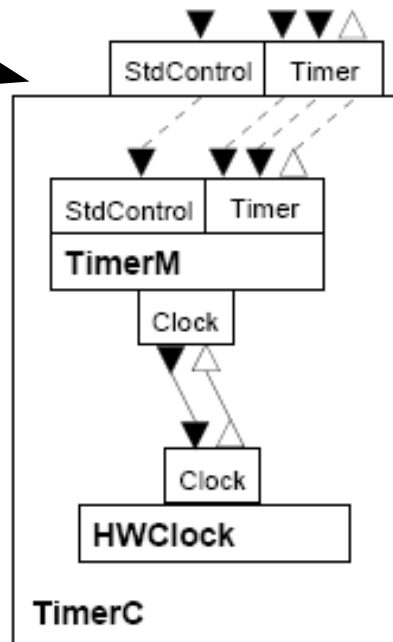 StdControl Timer
StdControl Timer
TimerM
Clock
Clock
HWClock
TimerC